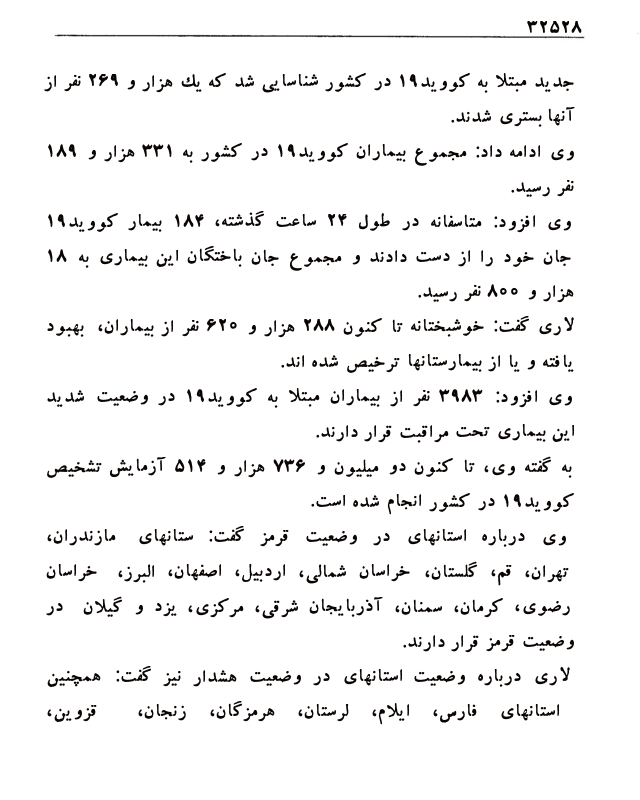 ۳۲۵۲۸
جدید مبتلا به کووید۱۹ در کشور شناسایی شد که یك هزار و ۲۶۹ نفر از
آنها بستری شدند.
وی ادامه داد: مجموع بیماران کووید۱۹ در کشور به ۳۳۱ هزار و ۱۸۹
نفر رسید.
وی افزود: متاسفانه در طول ۲۴ ساعت گذشته، ۱۸۴ بیمار کووید۱۹
جان خود را از دست دادند و مجموع جان باختگان این بیماری به ۱۸
هزار و ۸۰۰ نفر رسید.
لاری گفت: خوشبختانه تا کنون ۲۸۸ هزار و ۶۲۰ نفر از بیماران، بهبود
یافته و یا از بیمارستانها ترخیص شده اند.
وی افزود: ۳۹۸۳ نفر از بیماران مبتلا به کووید۱۹ در وضعیت شدید
این بیماری تحت مراقبت قرار دارند.
به گفته وی، تا کنون دو میلیون و ۷۳۶ هزار و ۵۱۴ آزمایش تشخیص
کووید۱۹ در کشور انجام شده است.
وی درباره استانهای در وضعیت قرمز گفت: ستانهای مازندران،
تهران، قم، گلستان، خراسان شمالی، اردبیل، اصفهان، البرز، خراسان
رضوی، کرمان، سمنان، آذربایجان شرقی، مرکزی، یزد و گیلان در
وضعیت قرمز قرار دارند.
لاری درباره وضعیت استانهای در وضعیت هشدار نیز گفت: همچنین
استانهای فارس، ایلام، لرستان، هرمزگان، زنجان، قزوین،